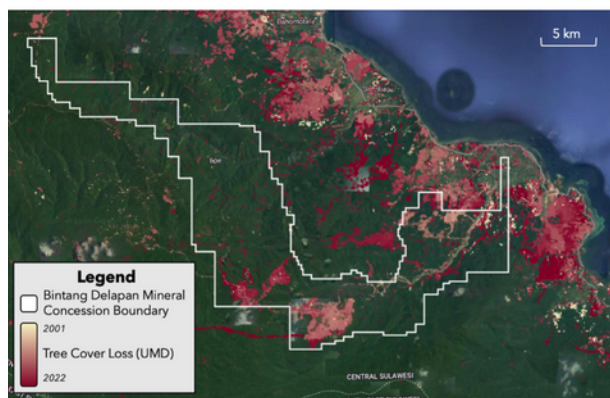 5 km
Legend
Bintang Delapan Mineral
Concession Boundary
2001
Tree Cover Loss (UMD)
2022
CENTRAL SULAWESI